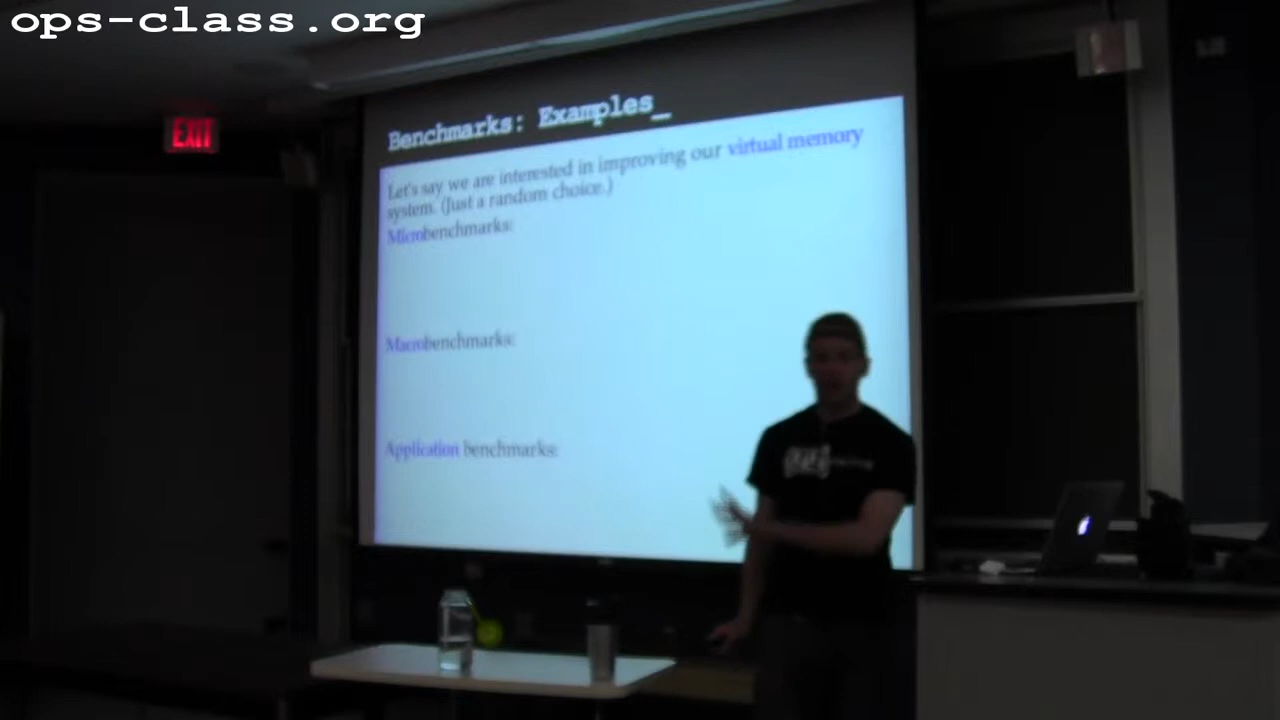 ops-class.org
EXIT
Benchmarks: Examples_
Let's say we are interested in improving our virtual memory
system. (Just a random choice.)
Microbenchmarks:
Macrobenchmarks:
Application benchmarks: